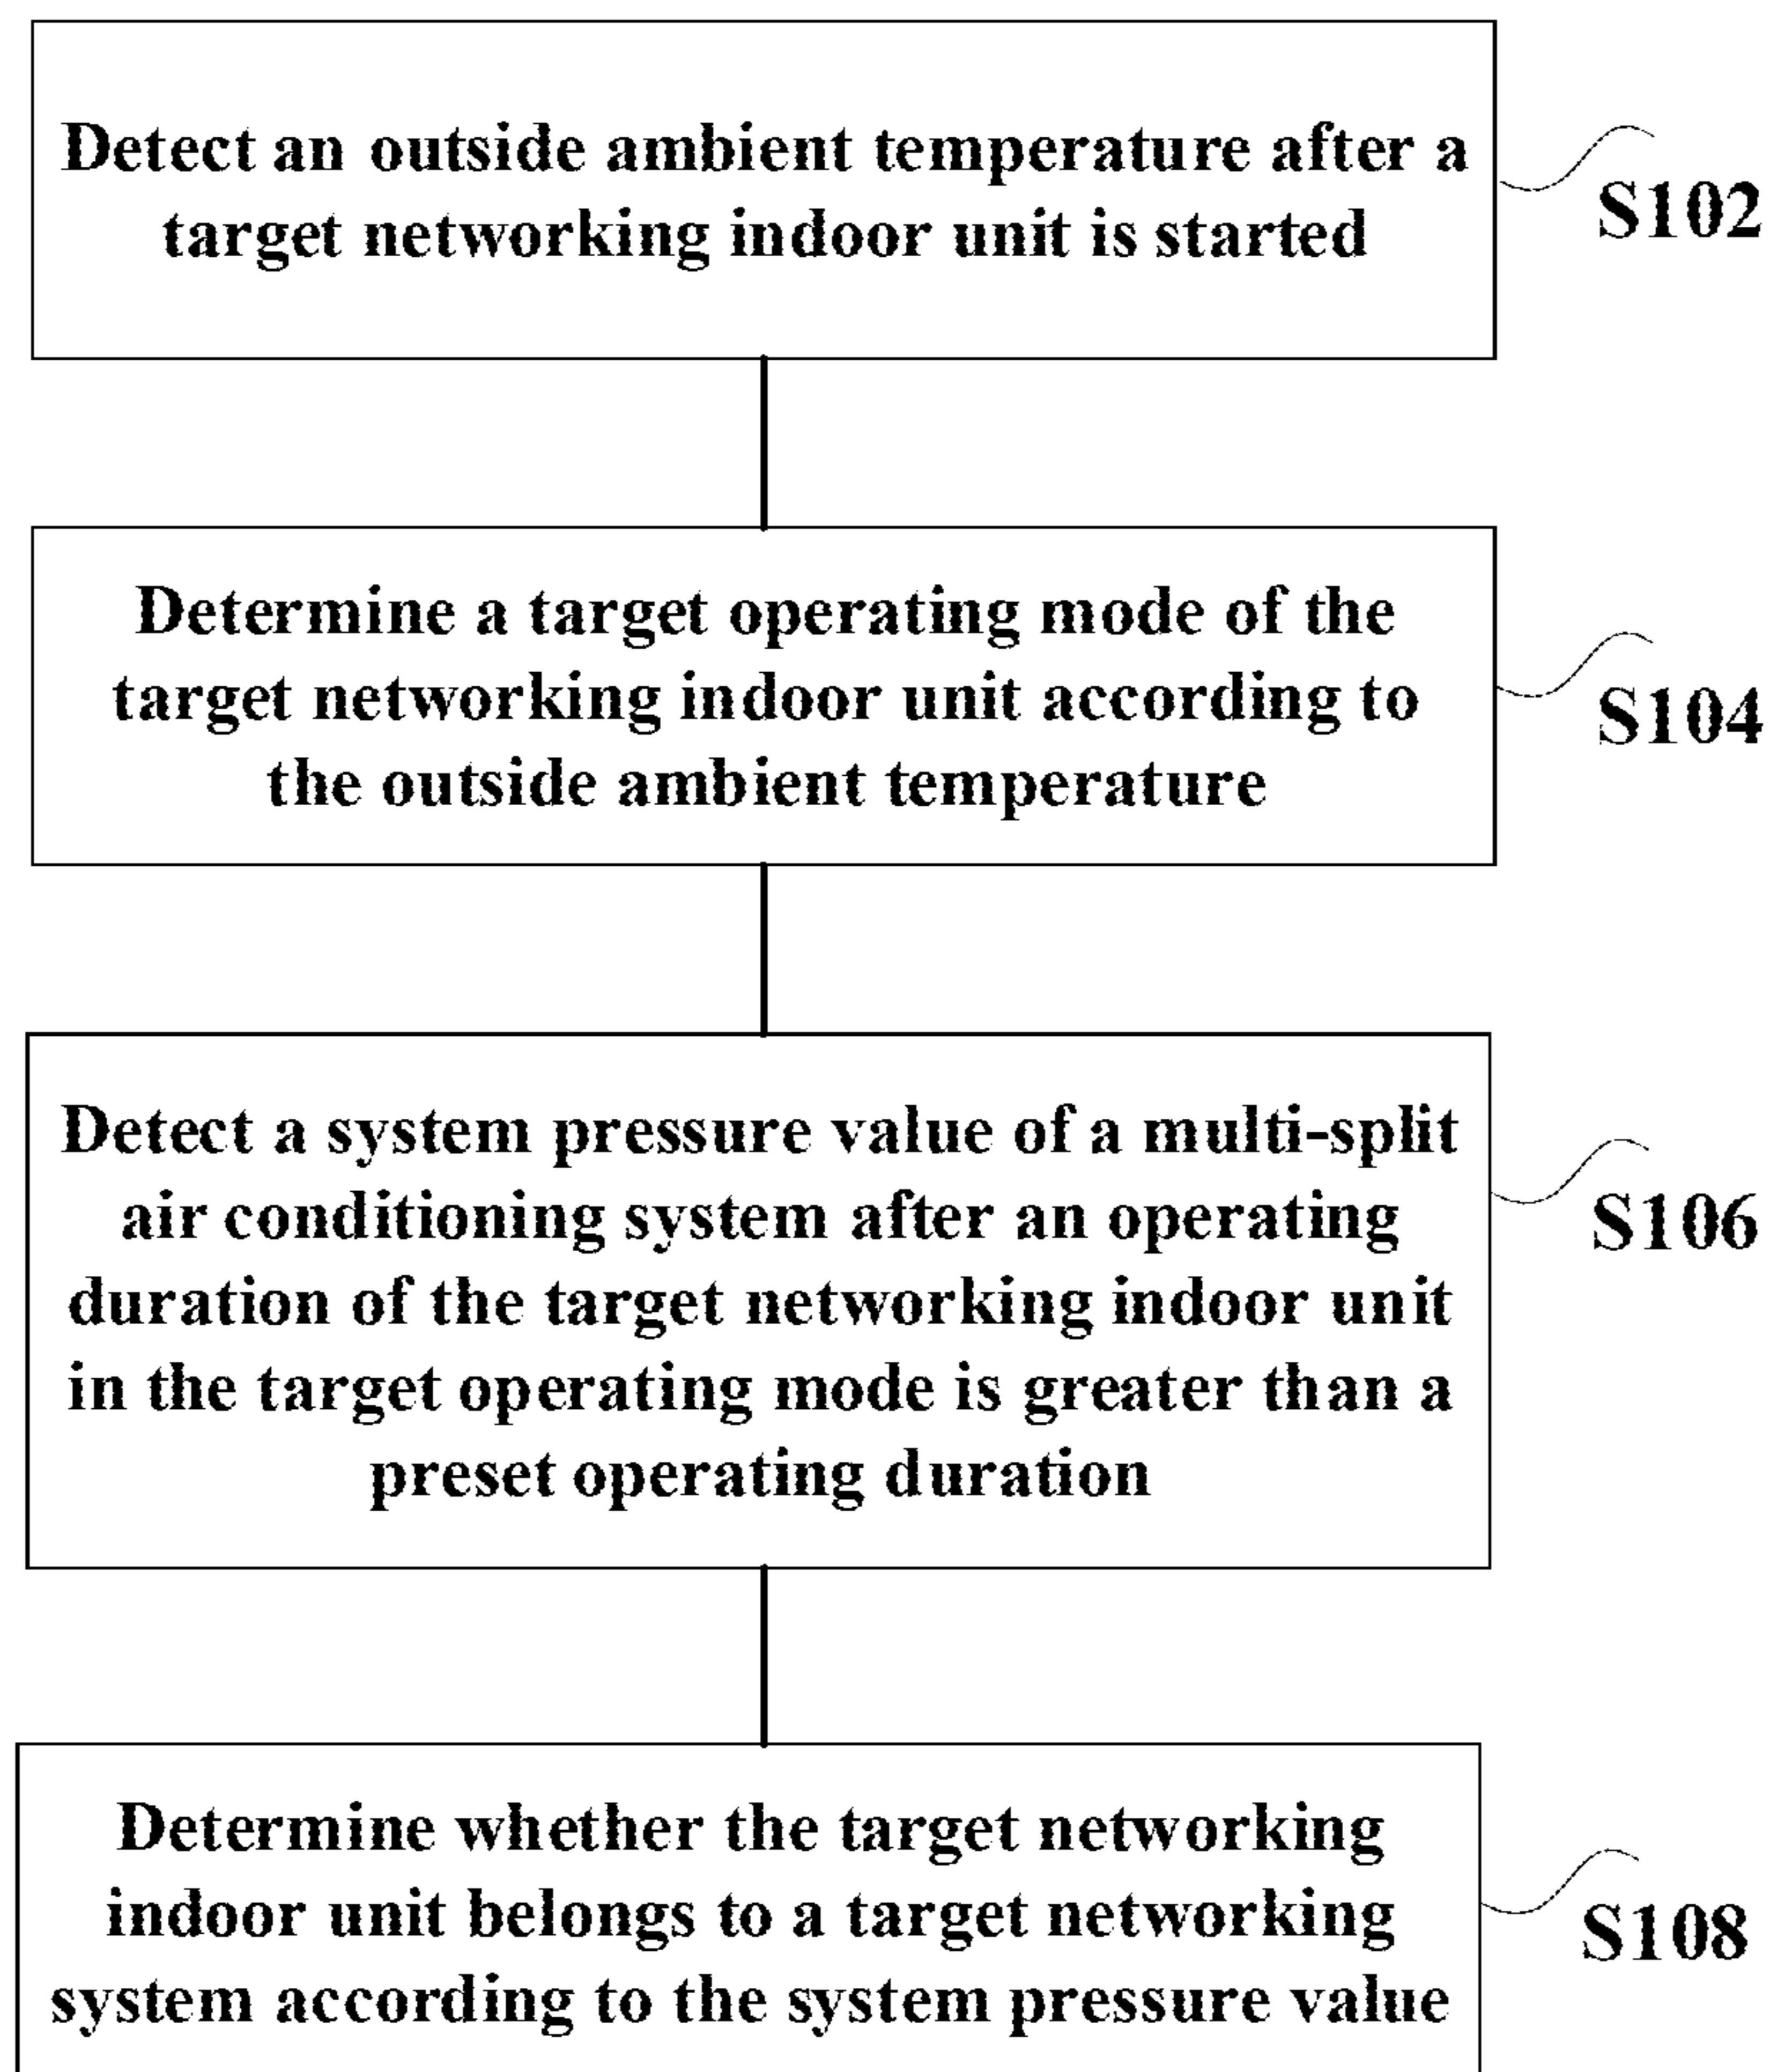 Detect an outside ambient temperature after a
target networking indoor unit is started
S102
Determine a target operating mode of the
target networking indoor unit according to
the outside ambient temperature
S104
Detect a system pressure value of a multi-split
air conditioning system after an operating
duration of the target networking indoor unit
in the target operating mode is greater than a
preset operating duration
S106
Determine whether the target networking
indoor unit belongs to a target networking
system according to the system pressure value
S108